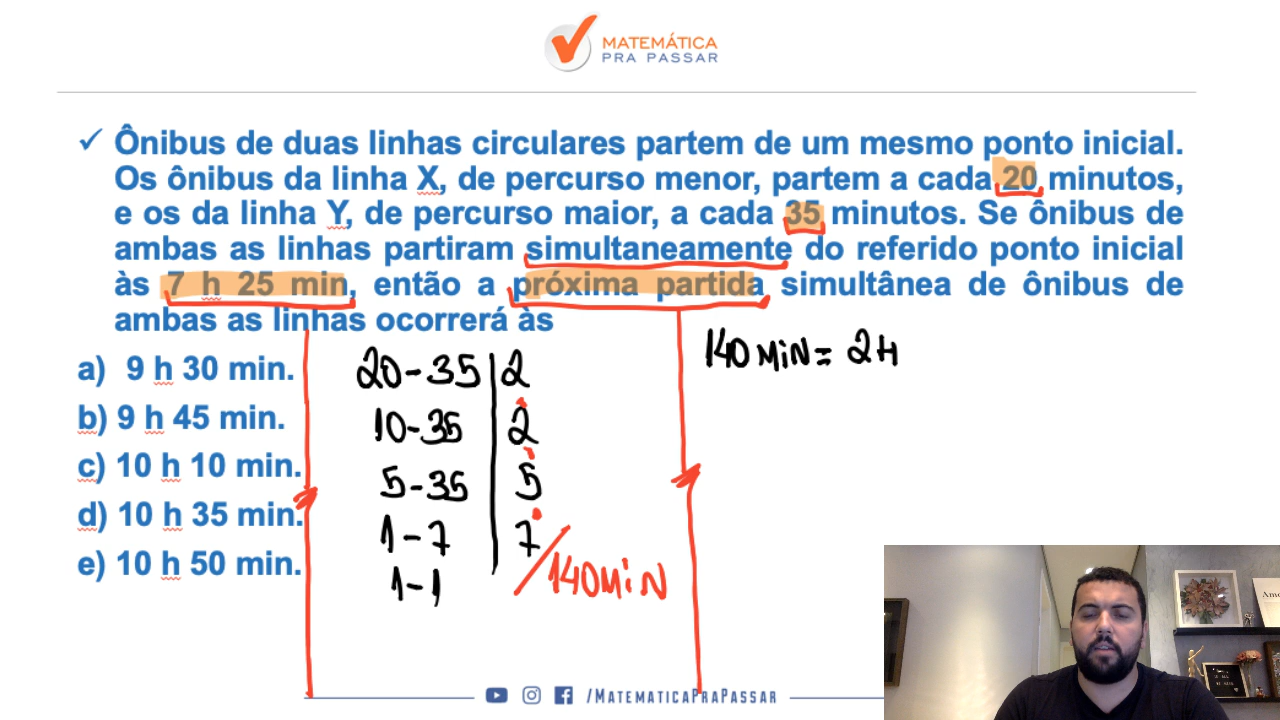 MATEMÁTICA
PRA PASSAR
✓ Ônibus de duas linhas circulares partem de um mesmo ponto inicial.
Os ônibus da linha X, de percurso menor, partem a cada 20 minutos,
e os da linha Y, de percurso maior, a cada 35 minutos. Se ônibus de
ambas as linhas partiram simultaneamente do referido ponto inicial
às 7 h 25 min, então a próxima partida simultânea de ônibus de
ambas as linhas ocorrerá às
a) 9 h 30 min.
b) 9 h 45 min.
c) 10 h 10 min.
d) 10 h 35 min.
e) 10 h 50 min.
20-35|2
10-35|2
5-35|5
1-7|7
1-1
140MiN
140MiN= 2H
/MatematicaPraPassar